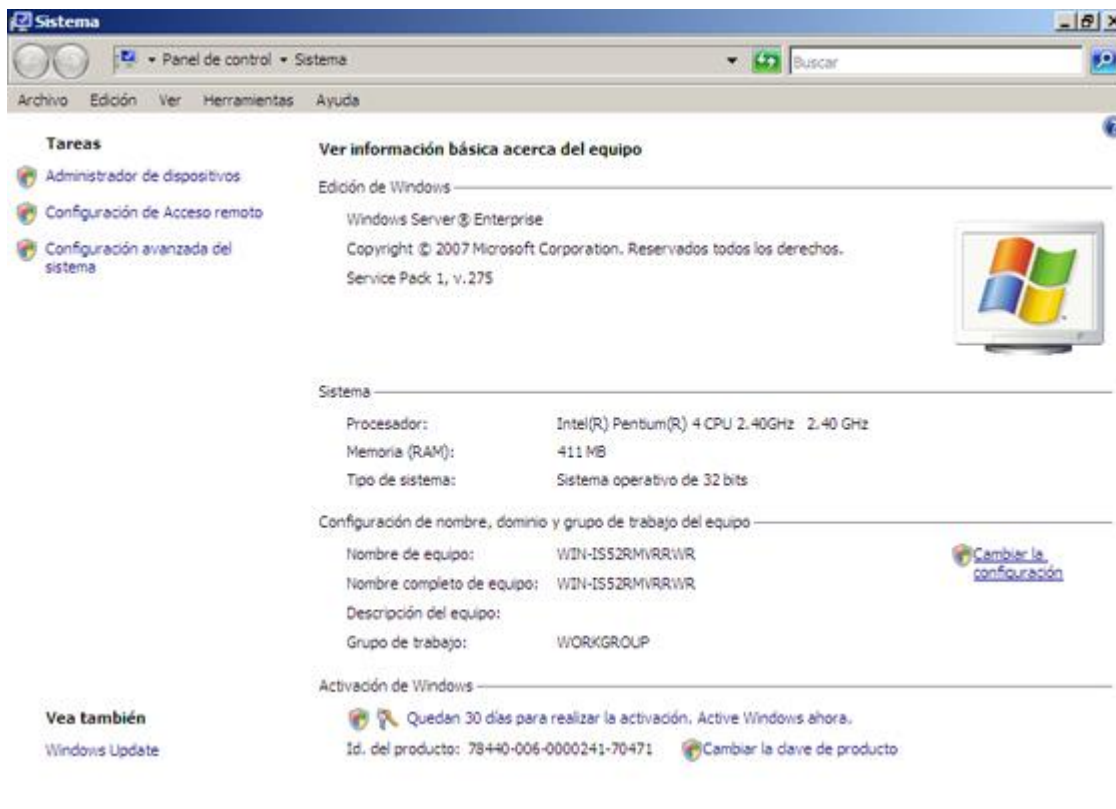 Sistema
Panel de control Sistema
Buscar
Archivo Edición Ver Herramientas Ayuda
Tareas
Administrador de dispositivos
Configuración de Acceso remoto
Configuración avanzada del
sistema
Ver información básica acerca del equipo
Edición de Windows
Windows Server® Enterprise
Copyright © 2007 Microsoft Corporation. Reservados todos los derechos.
Service Pack 1, v.275
Sistema
Procesador: Intel(R) Pentium(R) 4 CPU 2.40GHz 2.40 GHz
Memoria (RAM): 411 MB
Tipo de sistema: Sistema operativo de 32 bits
Configuración de nombre, dominio y grupo de trabajo del equipo
Nombre de equipo: WIN-IS52RMVRRWR
Cambiar la
configuración
Nombre completo de equipo: WIN-IS52RMVRRWR
Descripción del equipo:
Grupo de trabajo: WORKGROUP
Activación de Windows
Quedan 30 días para realizar la activación. Active Windows ahora.
Id. del producto: 78440-006-0000241-70471 Cambiar la clave de producto
Vea también
Windows Update